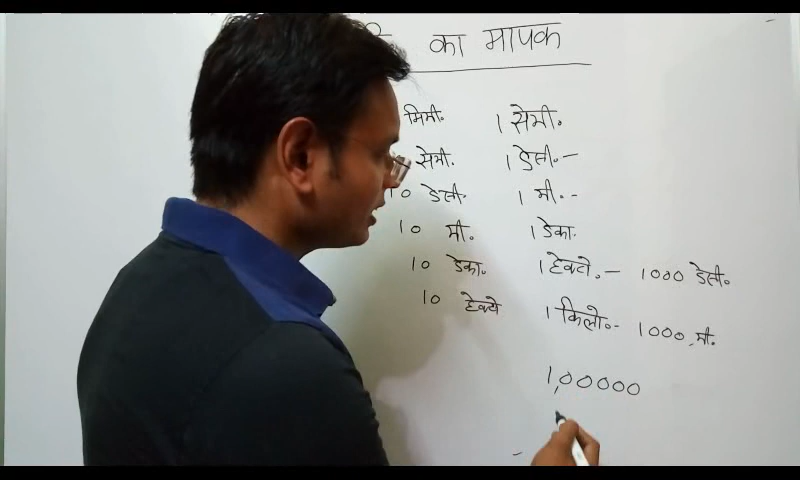 का मापक
मिमी. 1 सेमी.
सेमी. 1 डेसी. -
10 डेसी. 1 मी. -
10 मी. 1 डेका.
10 डेका. 1 हेक्टो. - 1000 डेसी.
10 हेक्टो 1 किलो. - 1000 मी.
1,00000